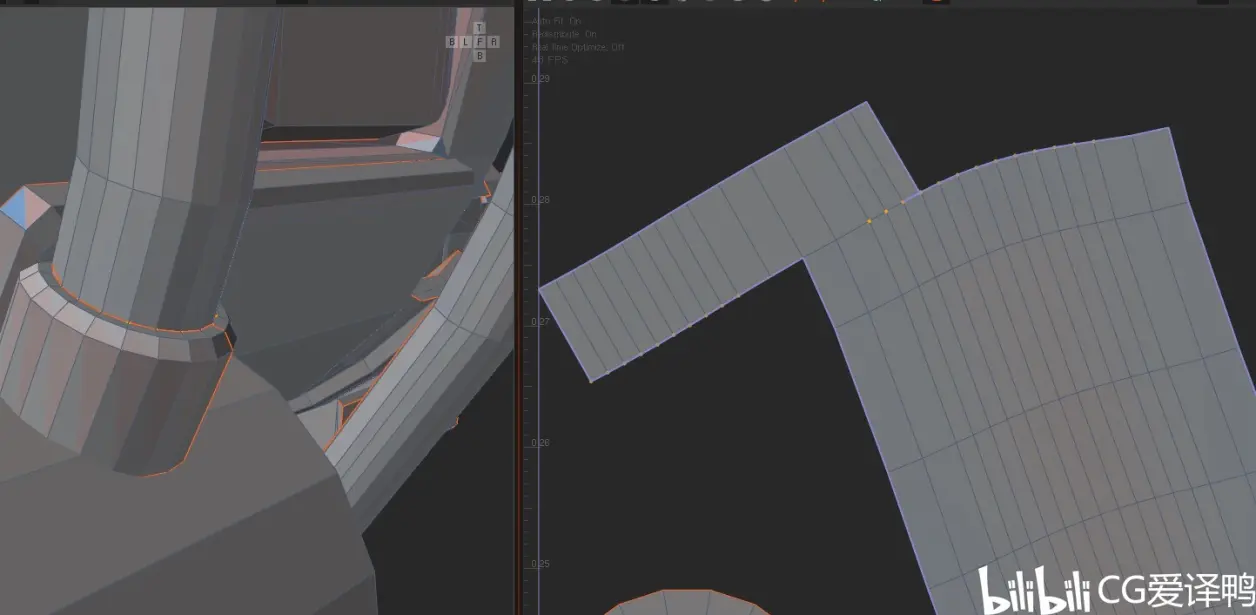 T
B L F R
B
Auto Fit: On
Redistribute: On
Real Time Optimize: Off
48 FPS
0.29
0.28
0.27
0.26
0.25
bilibili CG爱译鸭